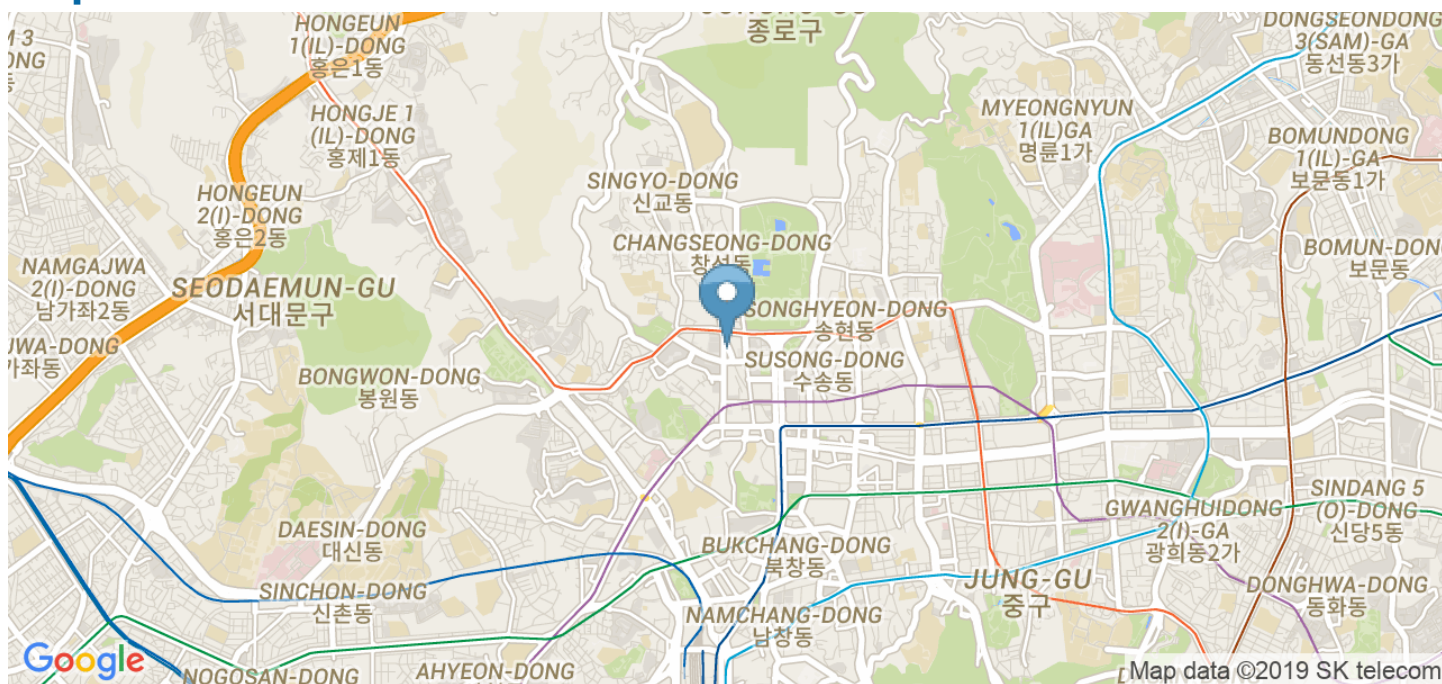 종로구
HONGEUN
1(IL)-DONG
홍은1동
DONGSEONDONG
3(SAM)-GA
동선동3가
HONGJE 1
(IL)-DONG
홍제1동
MYEONGNYUN
1(IL)GA
명륜1가
BOMUNDONG
1(IL)-GA
보문동1가
HONGEUN
2(I)-DONG
홍은2동
SINGYO-DONG
신교동
CHANGSEONG-DONG
창성동
BOMUN-DONG
보문동
NAMGAJWA
2(I)-DONG
남가좌2동
SEODAEMUN-GU
서대문구
SONGHYEON-DONG
송현동
JWA-DONG
가좌동
BONGWON-DONG
봉원동
SUSONG-DONG
수송동
DAESIN-DONG
대신동
SINCHON-DONG
신촌동
BUKCHANG-DONG
북창동
GWANGHUIDONG
2(I)-GA
광희동2가
SINDANG 5
(O)-DONG
신당5동
JUNG-GU
중구
NAMCHANG-DONG
남창동
DONGHWA-DONG
동화동
Google
NOGOSAN-DONG
AHYEON-DONG
Map data ©2019 SK telecom